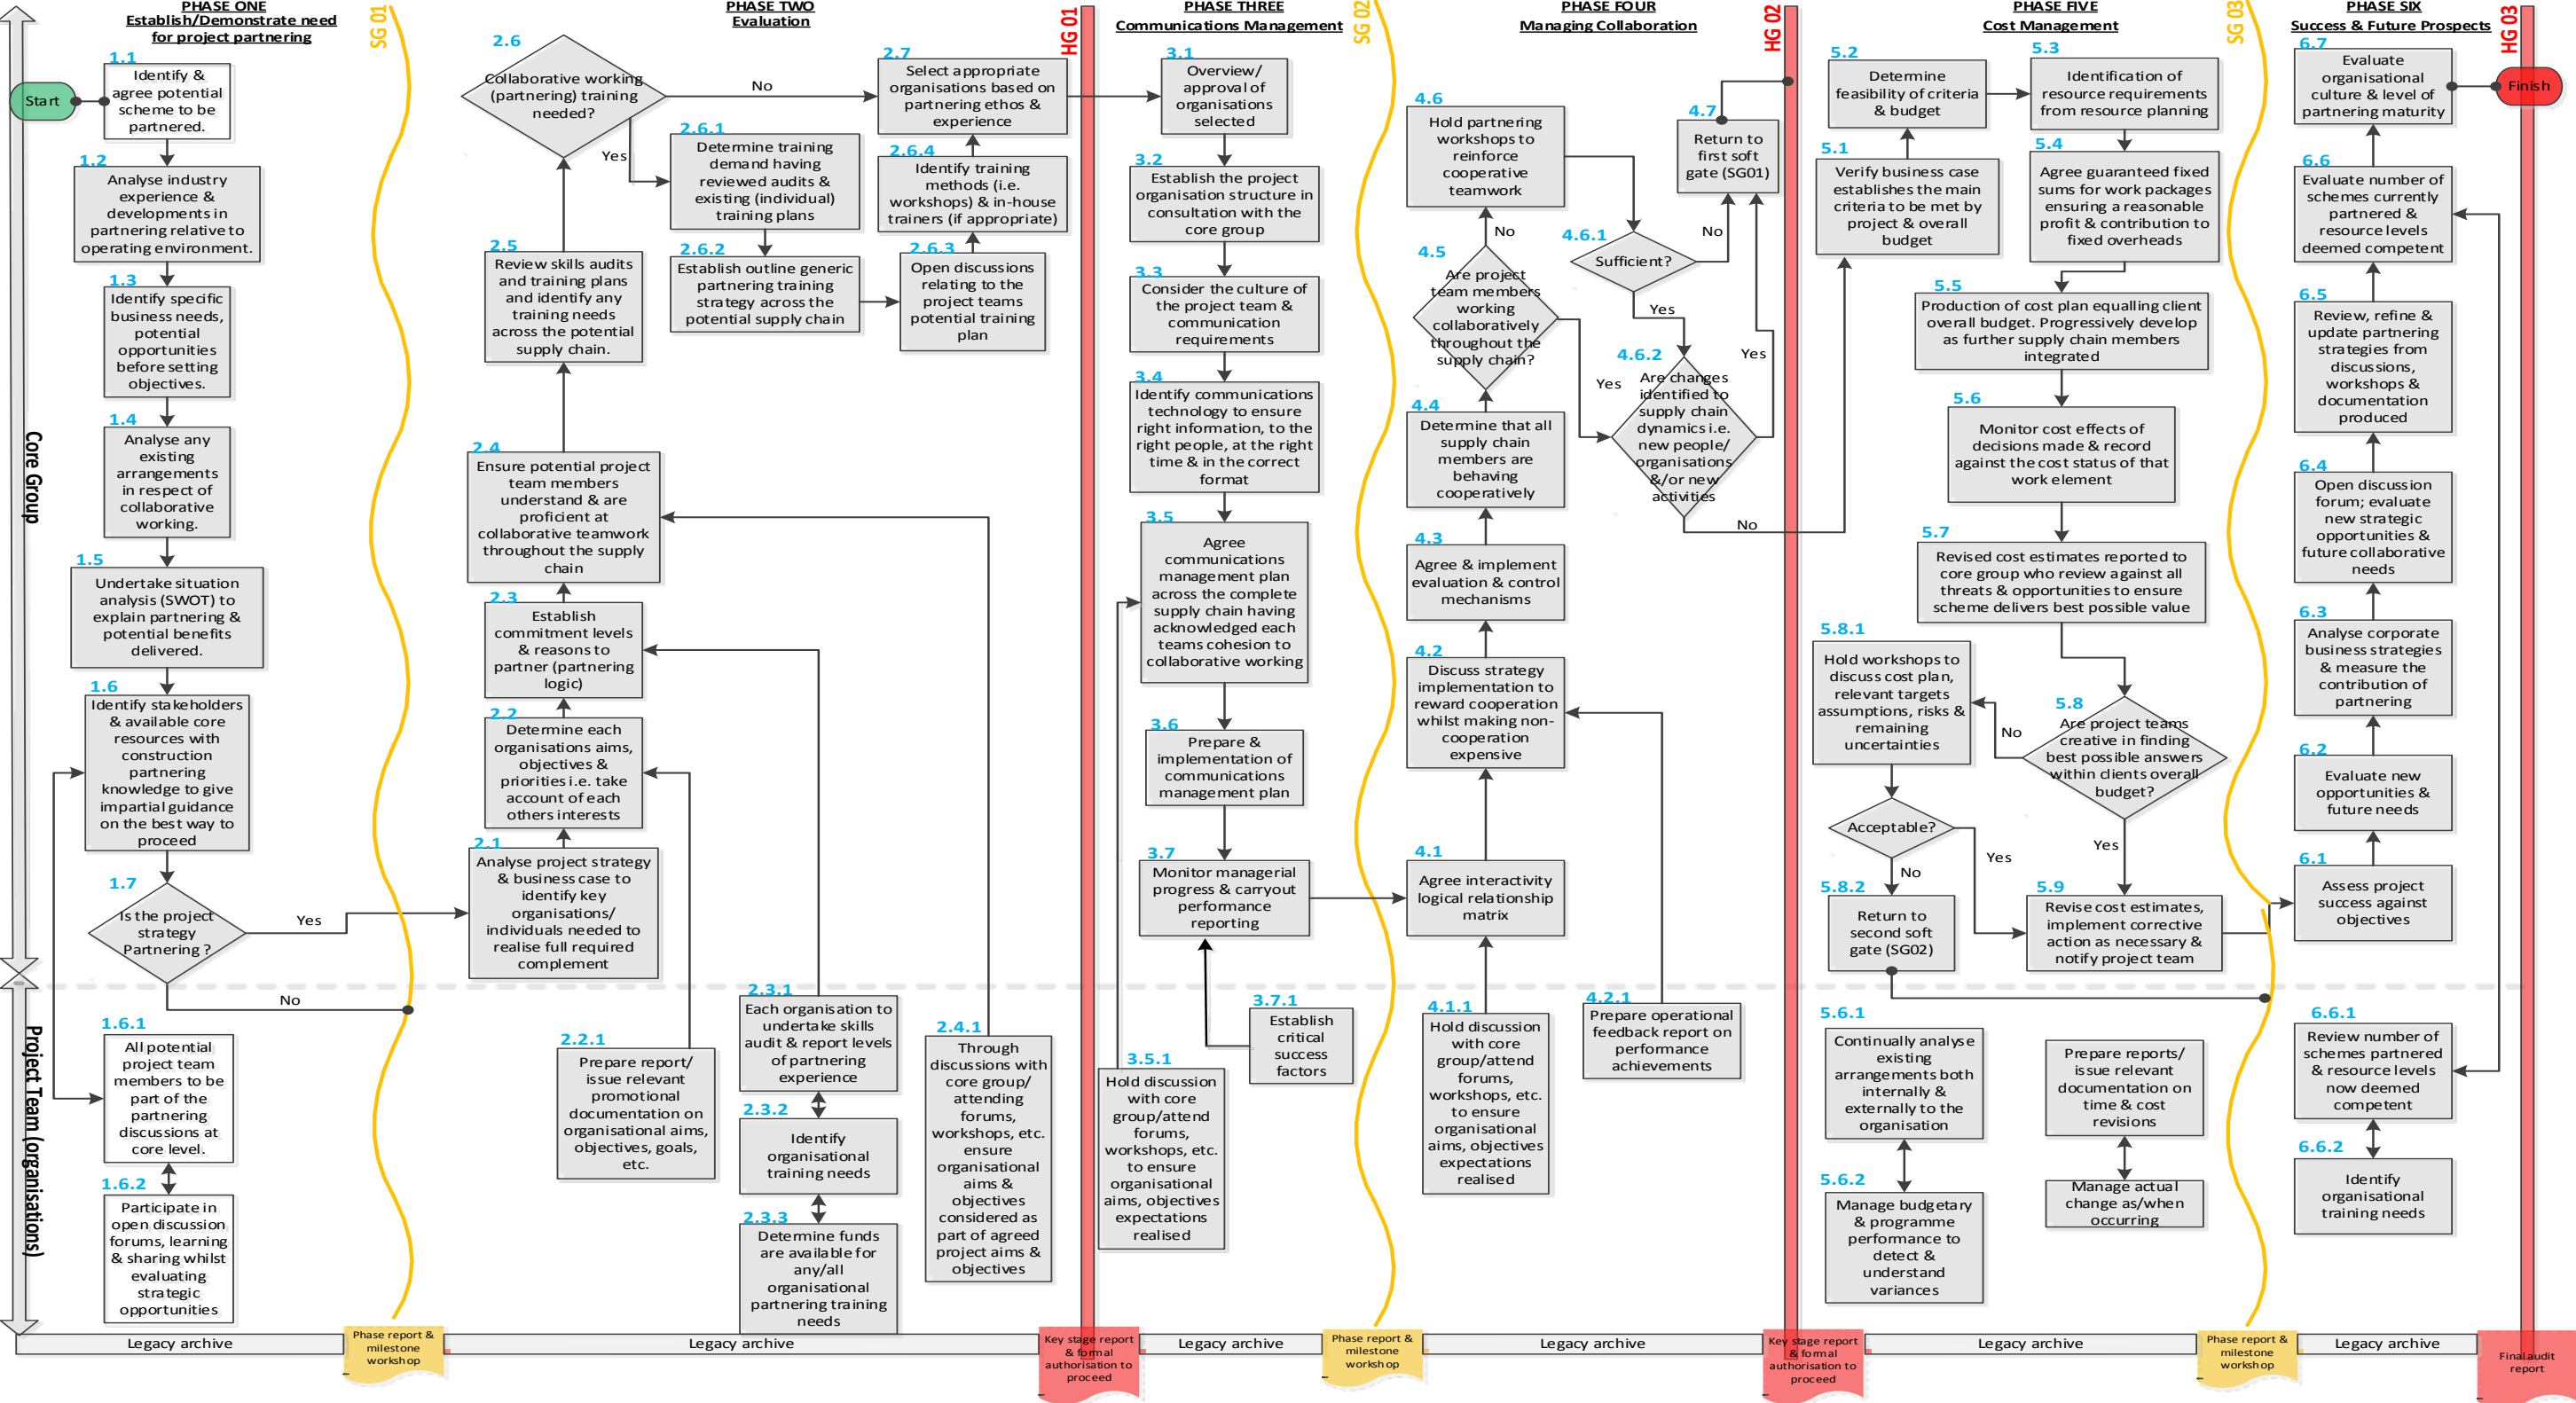 PHASE ONE
Establish/Demonstrate need
for project partnering
SG 01
Start
1.1
Identify &
agree potential
scheme to be
partnered.
1.2
Analyse industry
experience &
developments in
partnering relative to
operating environment.
1.3
Identify specific
business needs,
potential
opportunities
before setting
objectives.
1.4
Analyse any
existing
arrangements
in respect of
collaborative
working.
1.5
Undertake situation
analysis (SWOT) to
explain partnering &
potential benefits
delivered.
1.6
Identify stakeholders
& available core
resources with
construction
partnering
knowledge to give
impartial guidance
on the best way to
proceed
1.7
Is the project
strategy
Partnering ?
Yes
No
1.6.1
All potential
project team
members to be
part of the
partnering
discussions at
core level.
1.6.2
Participate in
open discussion
forums, learning
& sharing whilst
evaluating
strategic
opportunities
Core Group
Project Team (organisations)
Legacy archive
Phase report &
milestone
workshop
PHASE TWO
Evaluation
HG 01
2.6
Collaborative working
(partnering) training
needed?
No
Yes
2.7
Select appropriate
organisations based on
partnering ethos &
experience
2.6.1
Determine training
demand having
reviewed audits &
existing (individual)
training plans
2.6.4
Identify training
methods (i.e.
workshops) & in-house
trainers (if appropriate)
2.6.2
Establish outline generic
partnering training
strategy across the
potential supply chain
2.6.3
Open discussions
relating to the
project teams
potential training
plan
2.5
Review skills audits
and training plans
and identify any
training needs
across the potential
supply chain.
2.4
Ensure potential project
team members
understand & are
proficient at
collaborative teamwork
throughout the supply
chain
2.3
Establish
commitment levels
& reasons to
partner (partnering
logic)
2.2
Determine each
organisations aims,
objectives &
priorities i.e. take
account of each
others interests
2.1
Analyse project strategy
& business case to
identify key
organisations/
individuals needed to
realise full required
complement
2.2.1
Prepare report/
issue relevant
promotional
documentation on
organisational aims,
objectives, goals,
etc.
2.3.1
Each organisation to
undertake skills
audit & report levels
of partnering
experience
2.3.2
Identify
organisational
training needs
2.3.3
Determine funds
are available for
any/all
organisational
partnering training
needs
2.4.1
Through
discussions with
core group/
attending
forums,
workshops, etc.
ensure
organisational
aims &
objectives
considered as
part of agreed
project aims &
objectives
Legacy archive
Key stage report
& formal
authorisation to
proceed
PHASE THREE
Communications Management
SG 02
3.1
Overview/
approval of
organisations
selected
3.2
Establish the project
organisation structure in
consultation with the
core group
3.3
Consider the culture of
the project team &
communication
requirements
3.4
Identify communications
technology to ensure
right information, to the
right people, at the right
time & in the correct
format
3.5
Agree
communications
management plan
across the complete
supply chain having
acknowledged each
teams cohesion to
collaborative working
3.6
Prepare &
implementation of
communications
management plan
3.7
Monitor managerial
progress & carryout
performance
reporting
3.7.1
Establish
critical
success
factors
3.5.1
Hold discussion
with core
group/attend
forums,
workshops, etc.
to ensure
organisational
aims, objectives
expectations
realised
Legacy archive
Phase report &
milestone
workshop
PHASE FOUR
Managing Collaboration
HG 02
4.6
Hold partnering
workshops to
reinforce
cooperative
teamwork
4.7
Return to
first soft
gate (SG01)
4.6.1
Sufficient?
No
Yes
No
4.5
Are project
team members
working
collaboratively
throughout the
supply chain?
Yes
4.6.2
Are changes
identified to
supply chain
dynamics i.e.
new people/
organisations
&/or new
activities
Yes
No
4.4
Determine that all
supply chain
members are
behaving
cooperatively
4.3
Agree & implement
evaluation & control
mechanisms
4.2
Discuss strategy
implementation to
reward cooperation
whilst making non-
cooperation
expensive
4.1
Agree interactivity
logical relationship
matrix
4.1.1
Hold discussion
with core
group/attend
forums,
workshops, etc.
to ensure
organisational
aims, objectives
expectations
realised
4.2.1
Prepare operational
feedback report on
performance
achievements
Legacy archive
Key stage report
& formal
authorisation to
proceed
PHASE FIVE
Cost Management
SG 03
5.2
Determine
feasibility of criteria
& budget
5.3
Identification of
resource requirements
from resource planning
5.1
Verify business case
establishes the main
criteria to be met by
project & overall
budget
5.4
Agree guaranteed fixed
sums for work packages
ensuring a reasonable
profit & contribution to
fixed overheads
5.5
Production of cost plan equalling client
overall budget. Progressively develop
as further supply chain members
integrated
5.6
Monitor cost effects of
decisions made & record
against the cost status of that
work element
5.7
Revised cost estimates reported to
core group who review against all
threats & opportunities to ensure
scheme delivers best possible value
5.8.1
Hold workshops to
discuss cost plan,
relevant targets
assumptions, risks &
remaining
uncertainties
5.8
Are project teams
creative in finding
best possible answers
within clients overall
budget?
No
Yes
Acceptable?
Yes
No
5.8.2
Return to
second soft
gate (SG02)
5.9
Revise cost estimates,
implement corrective
action as necessary &
notify project team
5.6.1
Continually analyse
existing
arrangements both
internally &
externally to the
organisation
5.6.2
Manage budgetary
& programme
performance to
detect &
understand
variances
Prepare reports/
issue relevant
documentation on
time & cost
revisions
Manage actual
change as/when
occurring
Legacy archive
Phase report &
milestone
workshop
PHASE SIX
Success & Future Prospects
HG 03
6.7
Evaluate
organisational
culture & level of
partnering maturity
Finish
6.6
Evaluate number of
schemes currently
partnered &
resource levels
deemed competent
6.5
Review, refine &
update partnering
strategies from
discussions,
workshops &
documentation
produced
6.4
Open discussion
forum; evaluate
new strategic
opportunities &
future collaborative
needs
6.3
Analyse corporate
business strategies
& measure the
contribution of
partnering
6.2
Evaluate new
opportunities &
future needs
6.1
Assess project
success against
objectives
6.6.1
Review number of
schemes partnered
& resource levels
now deemed
competent
6.6.2
Identify
organisational
training needs
Legacy archive
Final audit
report